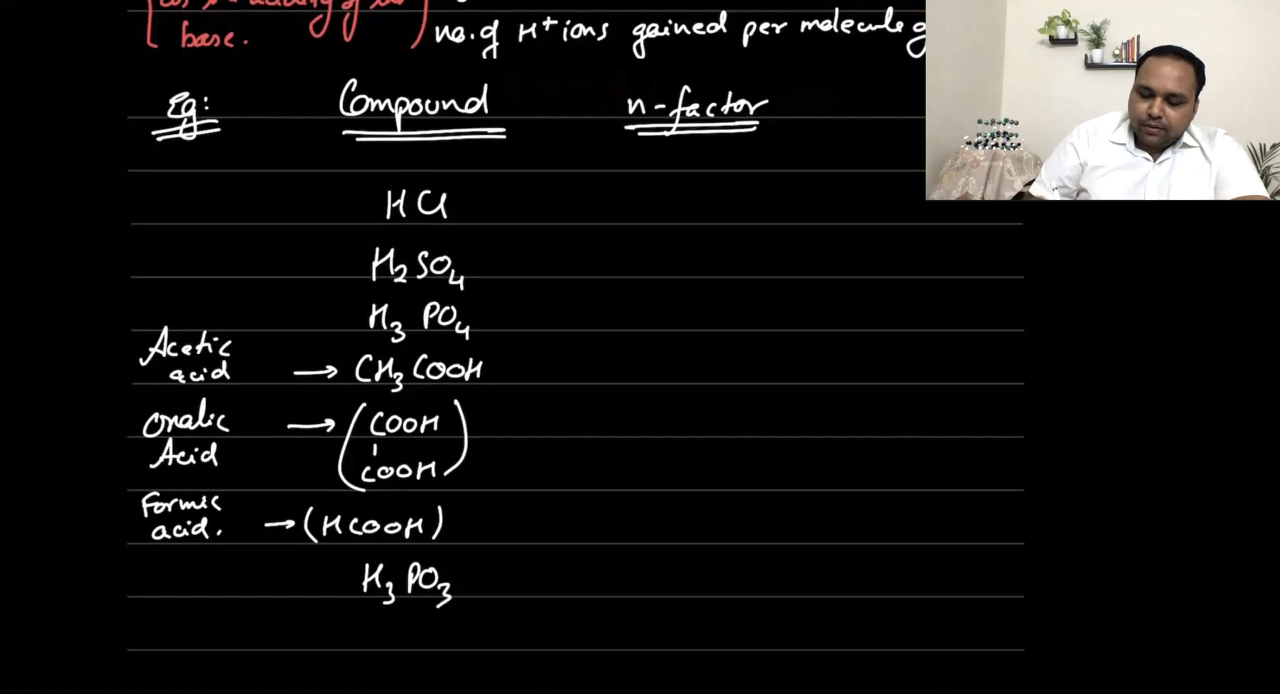 base.
no. of H+ ions gained per molecule
Eg: Compound n-factor
HCl
H2SO4
H3PO4
Acetic acid → CH3COOH
Oxalic Acid → (COOH
COOH)
Formic acid. → (HCOOH)
H3PO3